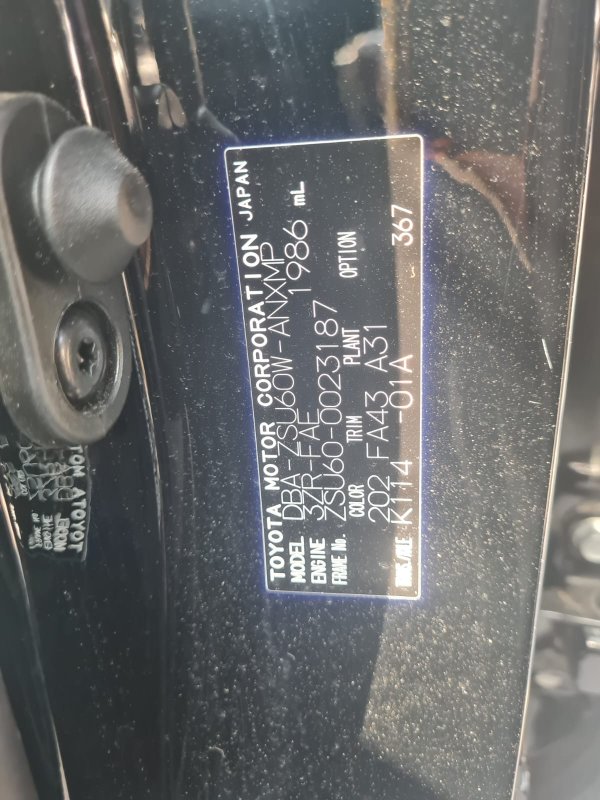 TOYOTA MOTOR CORPORATION JAPAN
MODEL DBA-ZSU60W-ANXMP
ENGINE 3ZR-FAE 1986 mL
FRAME No. ZSU60-0023187
COLOR TRIM PLANT OPTION
202 FA43 A31
K114 -01A 367